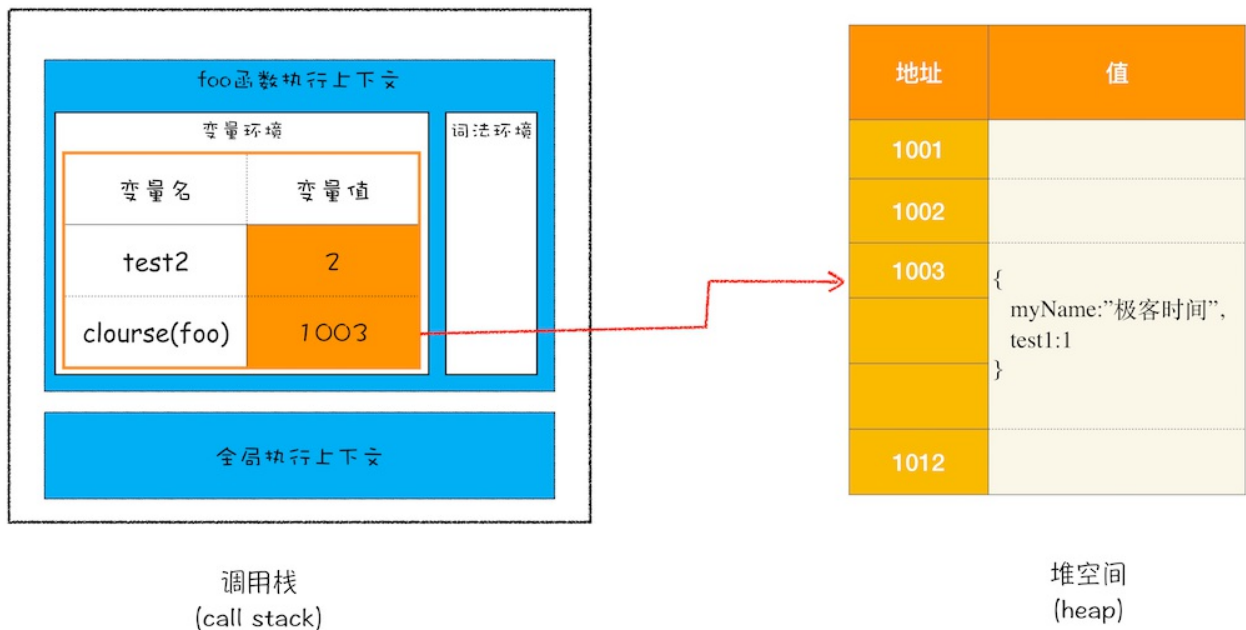 foo函数执行上下文
变量环境
词法环境
变量名 变量值
test2 2
clourse(foo) 1003
全局执行上下文
调用栈
(call stack)
地址 值
1001
1002
1003
{
myName:”极客时间”,
test1:1
}
1012
堆空间
(heap)